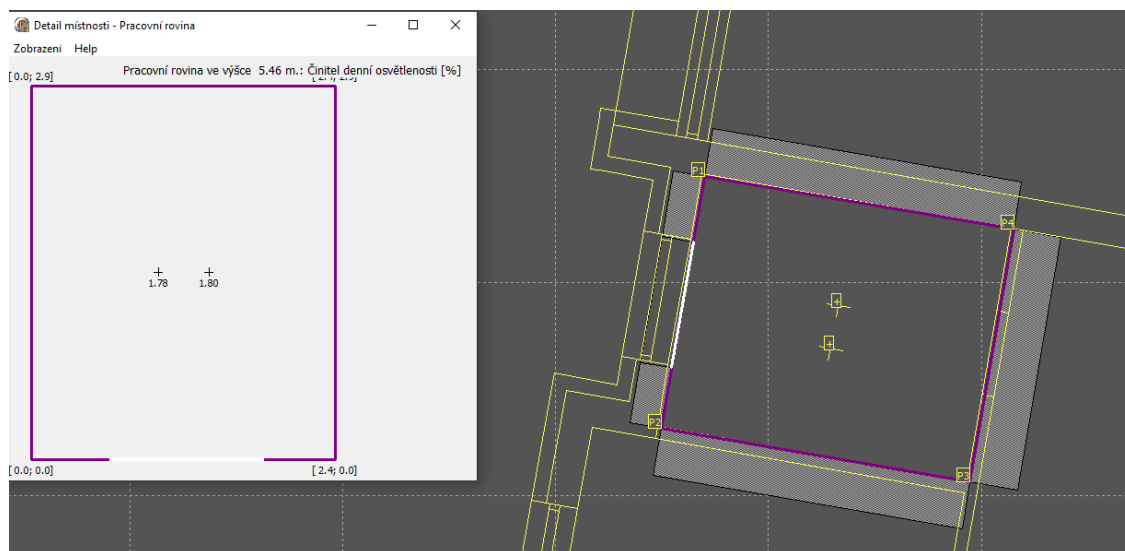 Detail místnosti - Pracovní rovina
Zobrazení Help
Pracovní rovina ve výšce 5.46 m.: Činitel denní osvětlenosti [%]
[0.0; 2.9]
1.78 1.80
[0.0; 0.0] [2.4; 0.0]
P1
P4
P2
P3